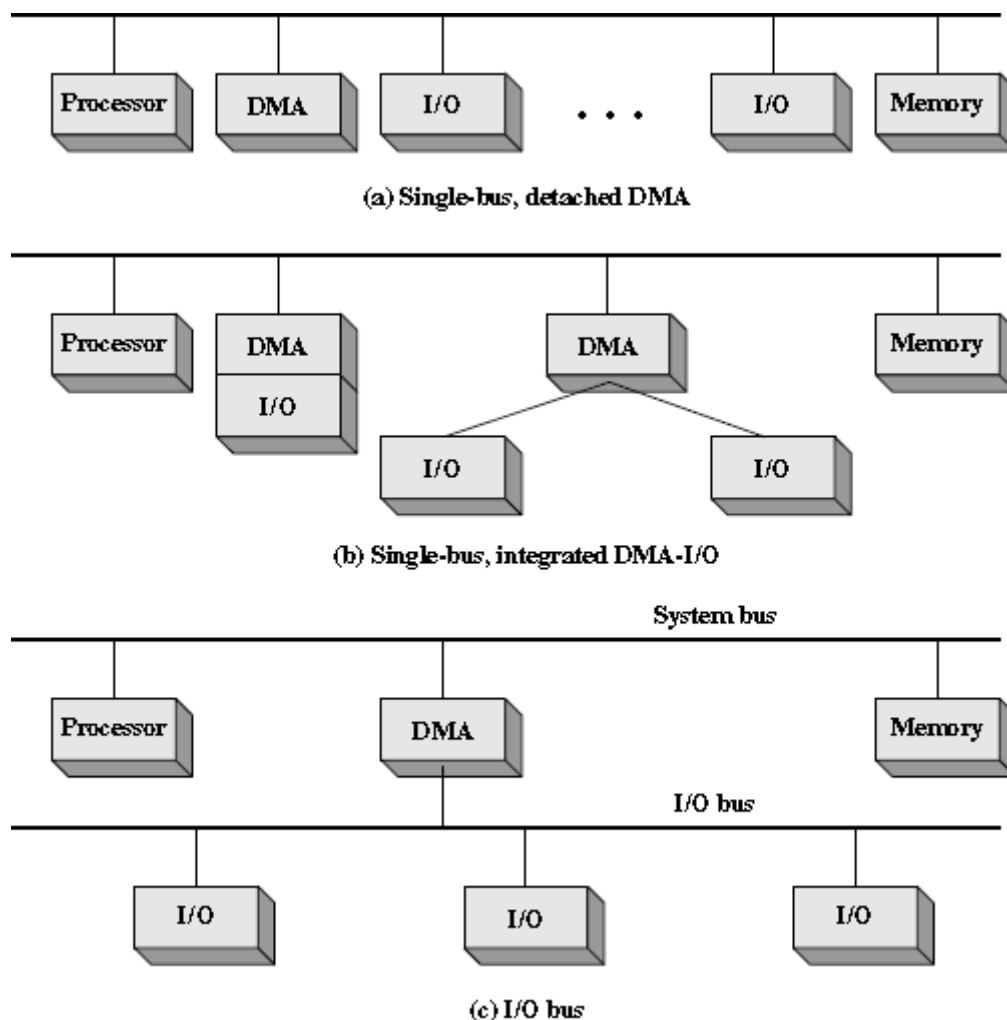 Processor
DMA
I/O
. . .
I/O
Memory
(a) Single-bus, detached DMA
Processor
DMA
I/O
DMA
I/O
I/O
Memory
(b) Single-bus, integrated DMA-I/O
System bus
Processor
DMA
Memory
I/O bus
I/O
I/O
I/O
(c) I/O bus